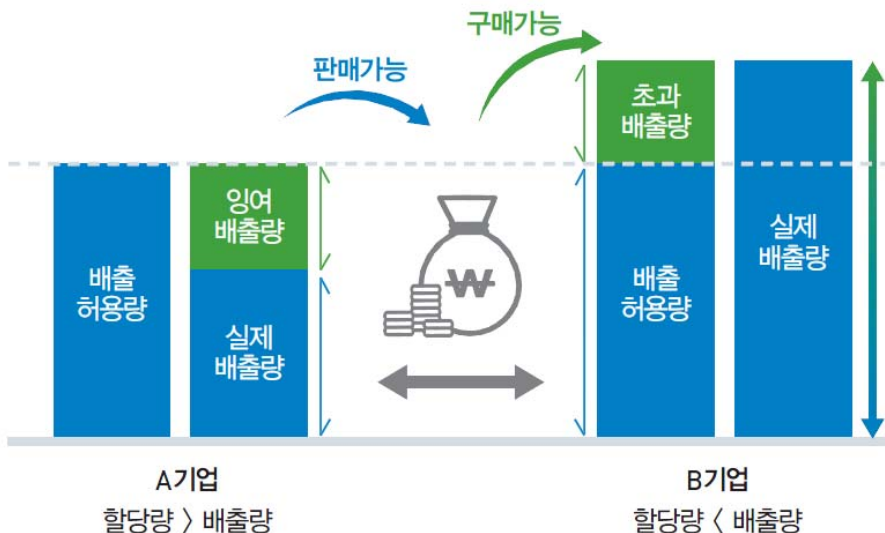 구매가능
판매가능
초과
배출량
잉여
배출량
배출
허용량
실제
배출량
₩
배출
허용량
실제
배출량
A기업
할당량 > 배출량
B기업
할당량 < 배출량